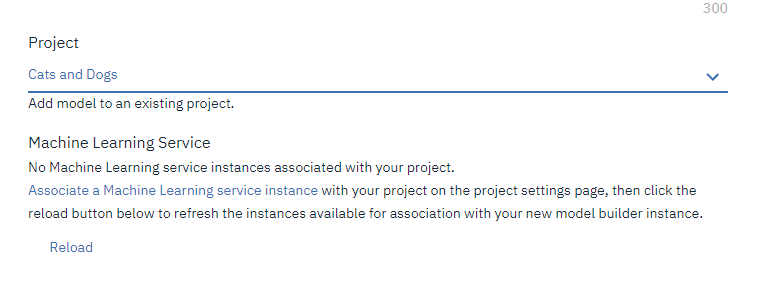 300
Project
Cats and Dogs
Add model to an existing project.
Machine Learning Service
No Machine Learning service instances associated with your project.
Associate a Machine Learning service instance with your project on the project settings page, then click the
reload button below to refresh the instances available for association with your new model builder instance.
Reload